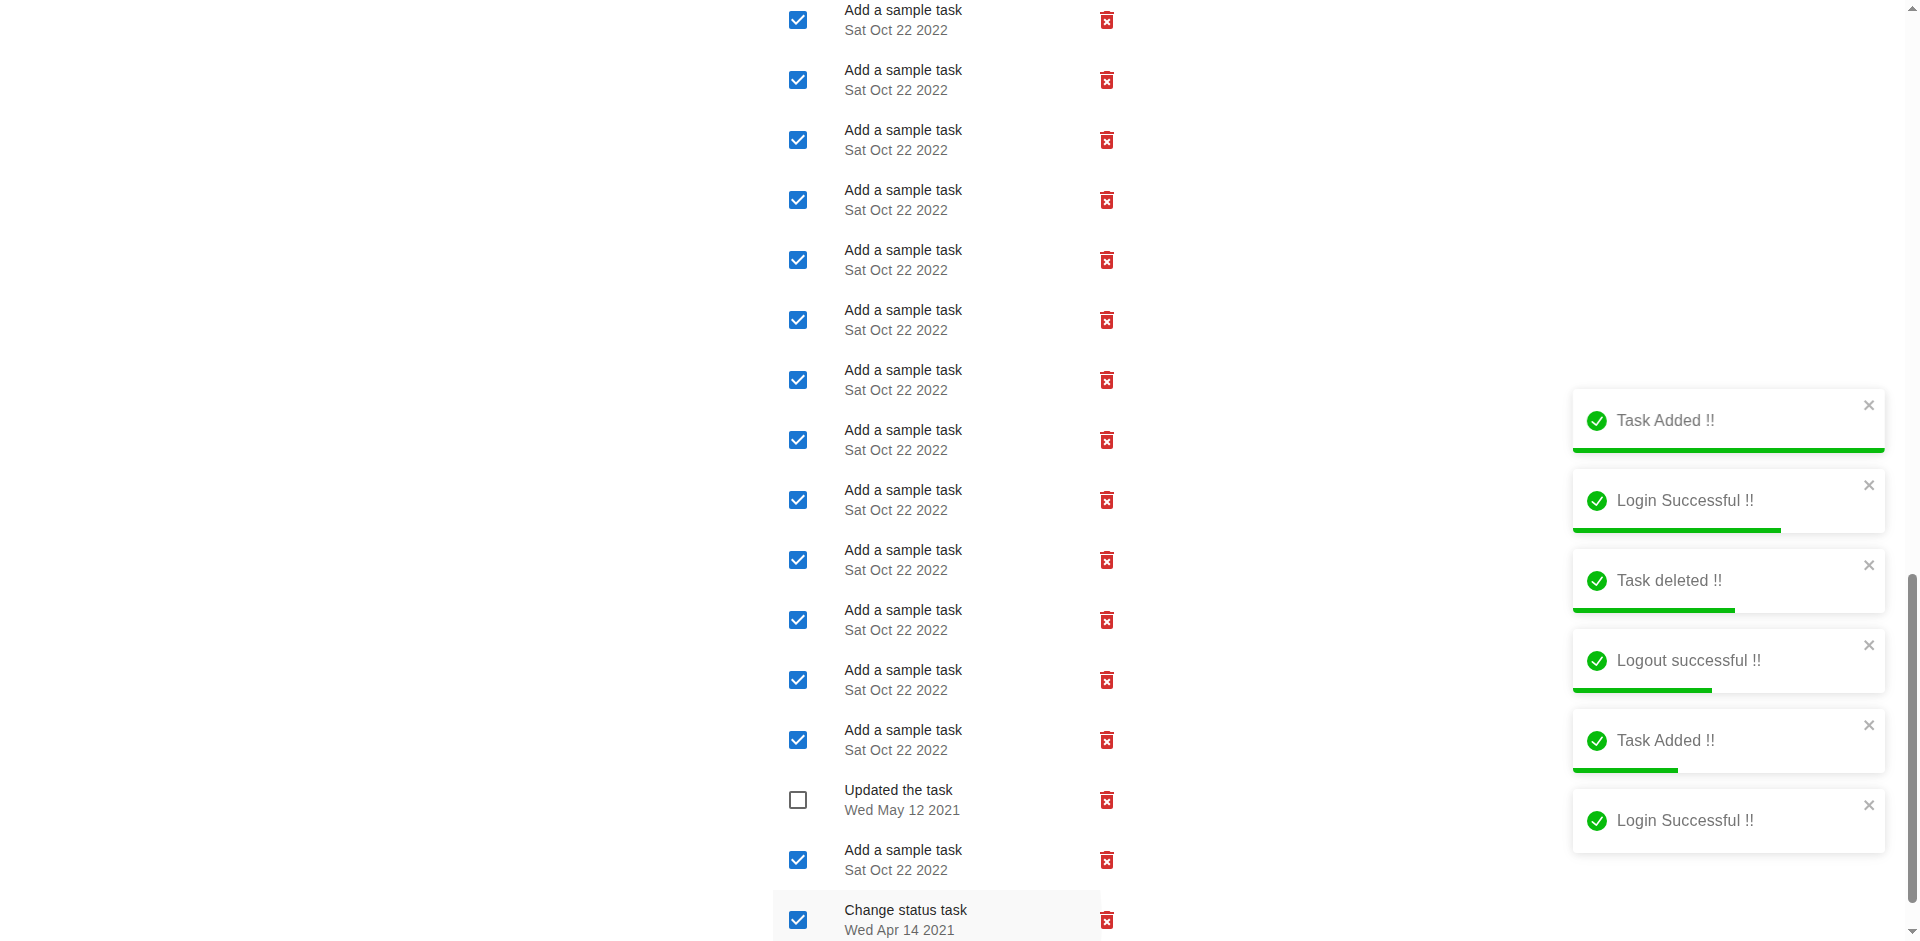 Add a sample task
Sat Oct 22 2022
Add a sample task
Sat Oct 22 2022
Add a sample task
Sat Oct 22 2022
Add a sample task
Sat Oct 22 2022
Add a sample task
Sat Oct 22 2022
Add a sample task
Sat Oct 22 2022
Add a sample task
Sat Oct 22 2022
Add a sample task
Sat Oct 22 2022
Add a sample task
Sat Oct 22 2022
Add a sample task
Sat Oct 22 2022
Add a sample task
Sat Oct 22 2022
Add a sample task
Sat Oct 22 2022
Add a sample task
Sat Oct 22 2022
Updated the task
Wed May 12 2021
Add a sample task
Sat Oct 22 2022
Change status task
Wed Apr 14 2021
Task Added !!
Login Successful !!
Task deleted !!
Logout successful !!
Task Added !!
Login Successful !!